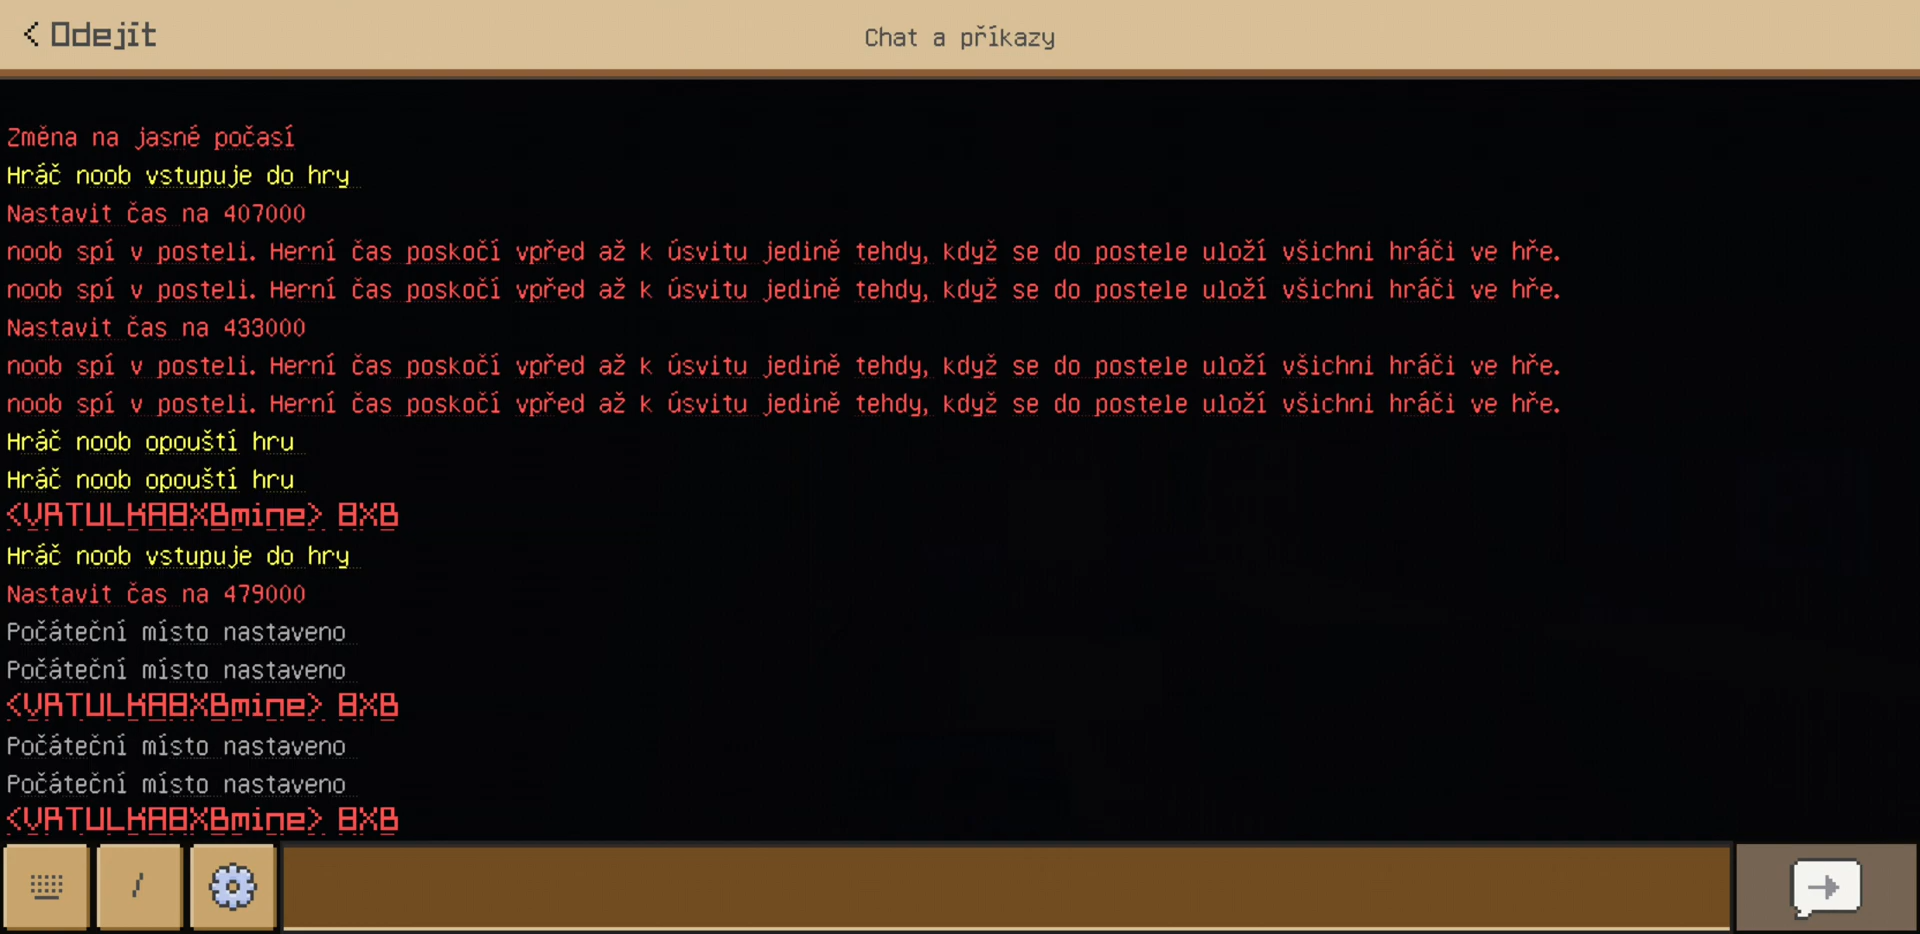 Odejít
Chat a příkazy
Změna na jasné počasí
Hráč noob vstupuje do hry
Nastavit čas na 407000
noob spí v posteli. Herní čas poskočí vpřed až k úsvitu jedině tehdy, když se do postele uloží všichni hráči ve hře.
noob spí v posteli. Herní čas poskočí vpřed až k úsvitu jedině tehdy, když se do postele uloží všichni hráči ve hře.
Nastavit čas na 433000
noob spí v posteli. Herní čas poskočí vpřed až k úsvitu jedině tehdy, když se do postele uloží všichni hráči ve hře.
noob spí v posteli. Herní čas poskočí vpřed až k úsvitu jedině tehdy, když se do postele uloží všichni hráči ve hře.
Hráč noob opouští hru
Hráč noob opouští hru
<VRTULKA8XBmine> 8XB
Hráč noob vstupuje do hry
Nastavit čas na 479000
Počáteční místo nastaveno
Počáteční místo nastaveno
<VRTULKA8XBmine> 8XB
Počáteční místo nastaveno
Počáteční místo nastaveno
<VRTULKA8XBmine> 8XB
/